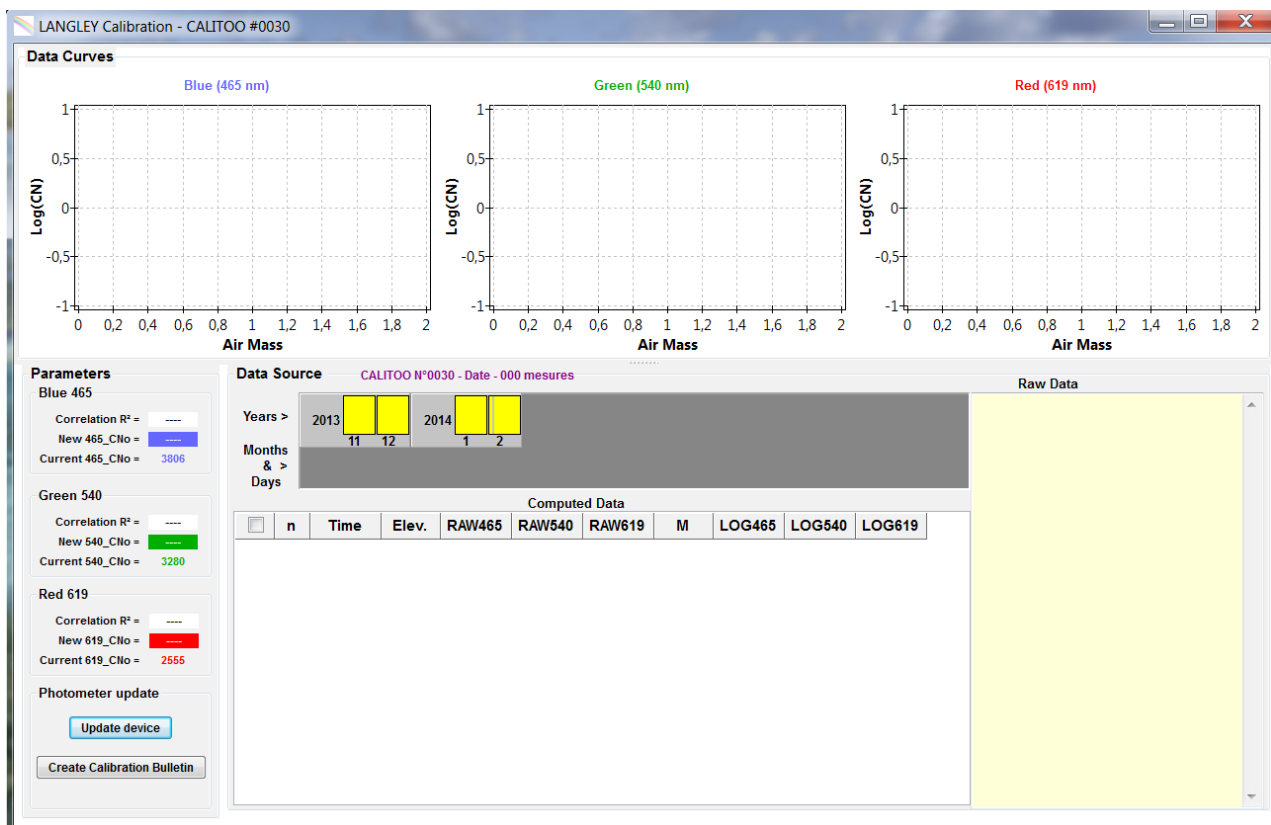 LANGLEY Calibration - CALITOO #0030
Data Curves
Blue (465 nm)
Green (540 nm)
Red (619 nm)
1
0,5
0
-0,5
-1
Log(CN)
0 0,2 0,4 0,6 0,8 1 1,2 1,4 1,6 1,8 2
Air Mass
1
0,5
0
-0,5
-1
Log(CN)
0 0,2 0,4 0,6 0,8 1 1,2 1,4 1,6 1,8 2
Air Mass
1
0,5
0
-0,5
-1
Log(CN)
0 0,2 0,4 0,6 0,8 1 1,2 1,4 1,6 1,8 2
Air Mass
Parameters
Blue 465
Correlation R² = ----
New 465_CNo = ----
Current 465_CNo = 3806
Green 540
Correlation R² = ----
New 540_CNo = ----
Current 540_CNo = 3280
Red 619
Correlation R² = ----
New 619_CNo = ----
Current 619_CNo = 2555
Photometer update
Update device
Create Calibration Bulletin
Data Source CALITOO N°0030 - Date - 000 mesures
Years > 2013 2014
11 12 1 2
Months
& >
Days
Computed Data
n Time Elev. RAW465 RAW540 RAW619 M LOG465 LOG540 LOG619
Raw Data